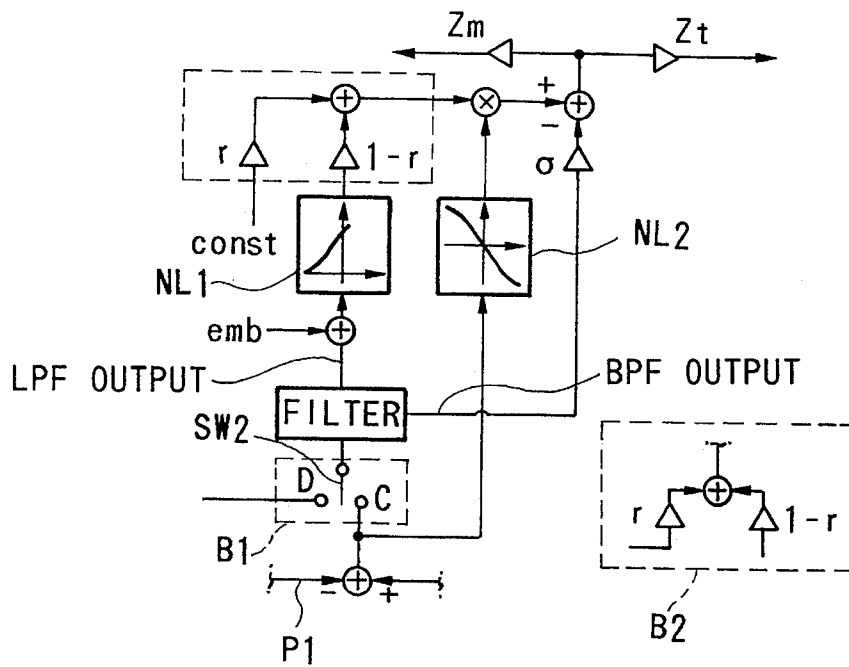 Zm
Zt
+
+
×
+
−
r
1−r
σ
const
NL1
NL2
emb
+
LPF OUTPUT
BPF OUTPUT
FILTER
SW2
D
C
B1
−
+
+
P1
+
r
1−r
B2